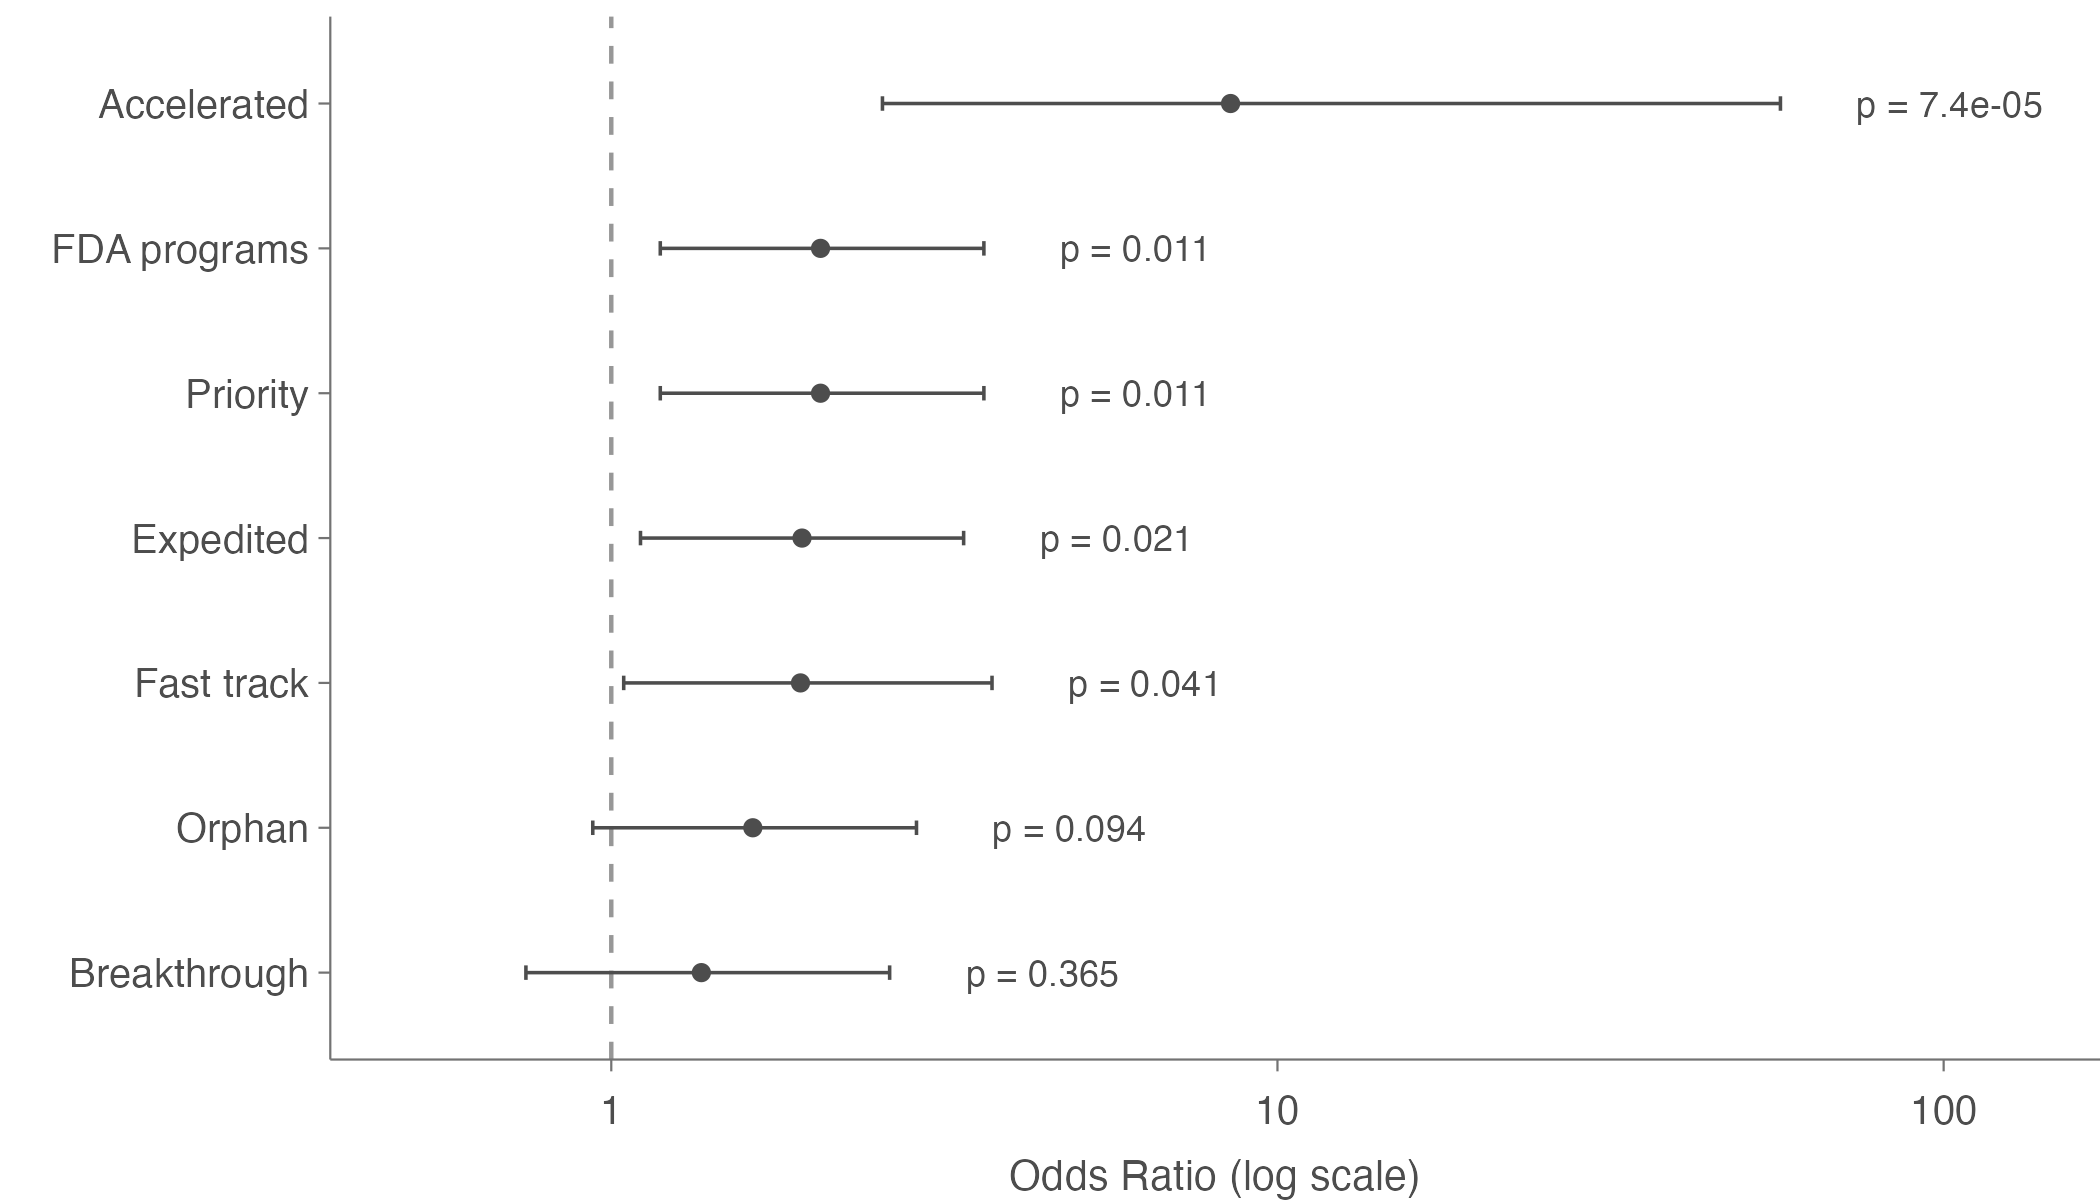 Accelerated p = 7.4e-05
FDA programs p = 0.011
Priority p = 0.011
Expedited p = 0.021
Fast track p = 0.041
Orphan p = 0.094
Breakthrough p = 0.365
1 10 100
Odds Ratio (log scale)